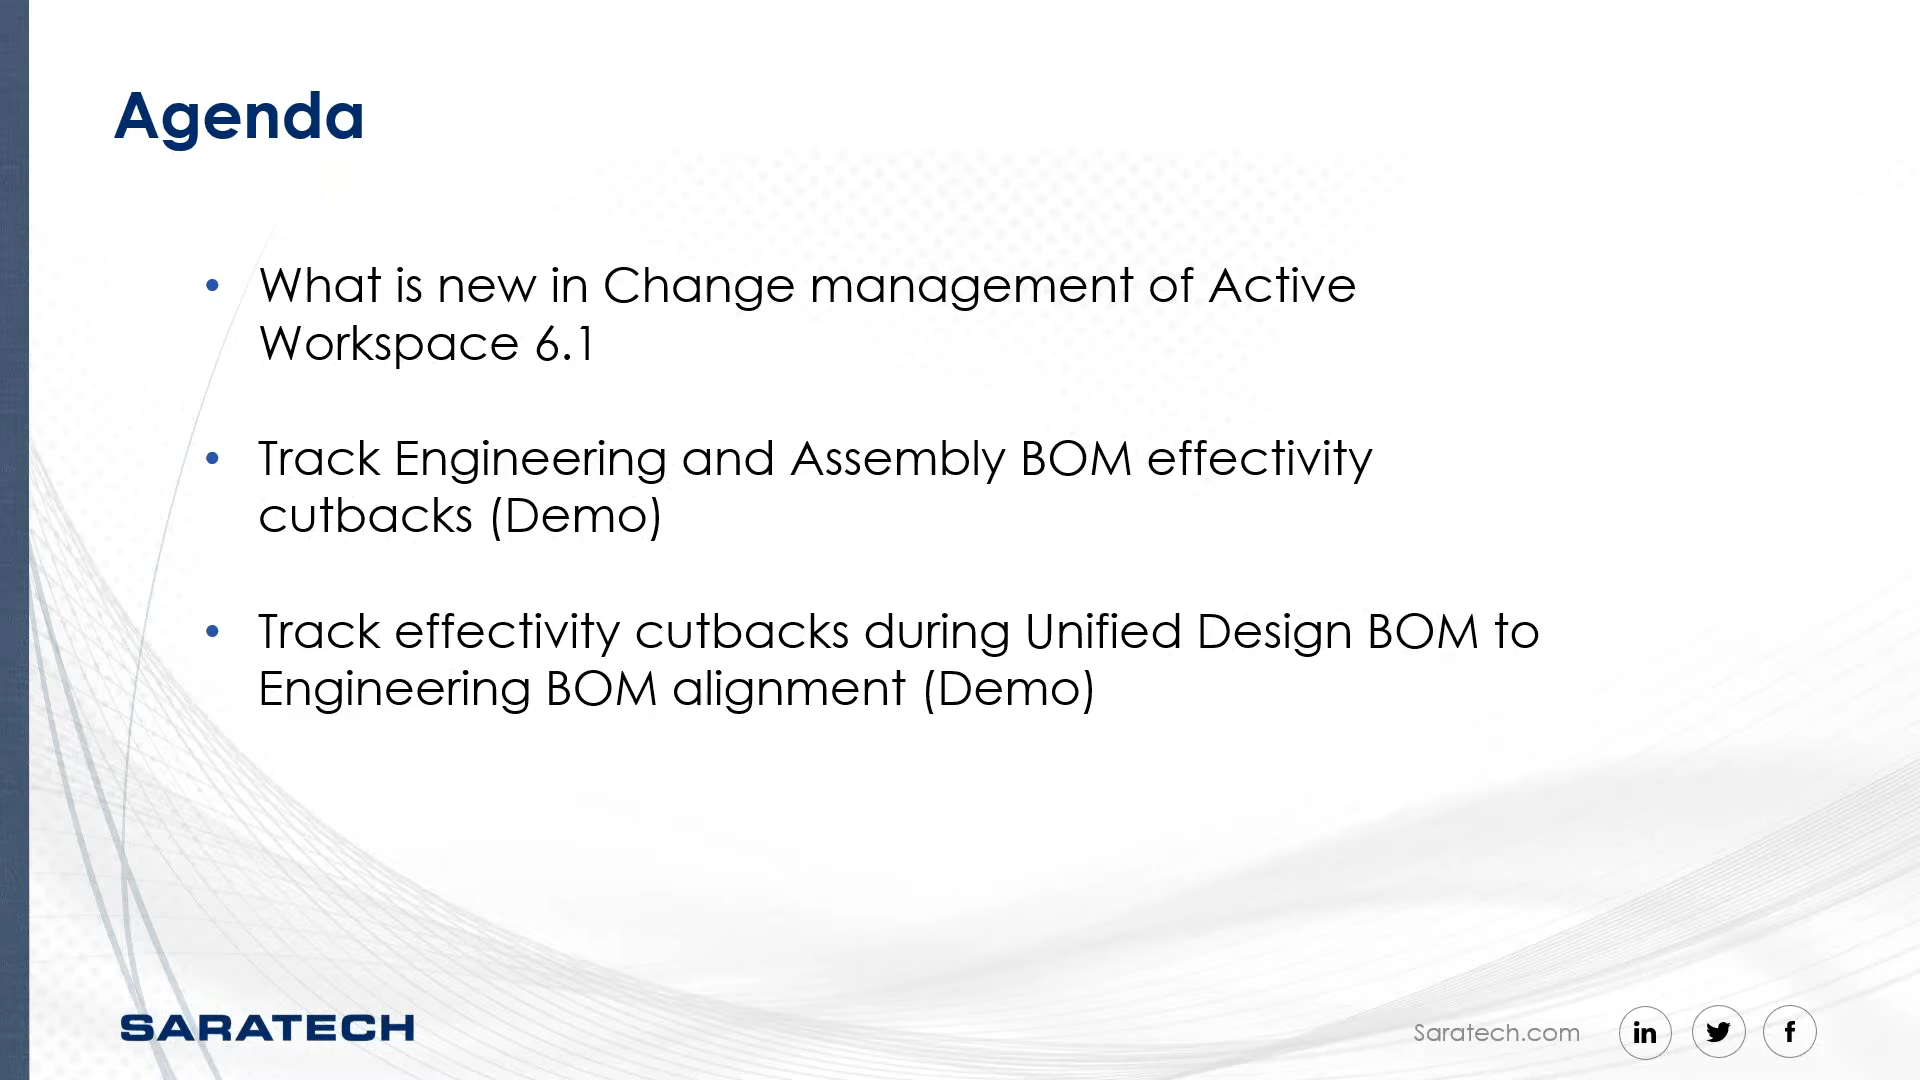 Agenda
• What is new in Change management of Active
Workspace 6.1
• Track Engineering and Assembly BOM effectivity
cutbacks (Demo)
• Track effectivity cutbacks during Unified Design BOM to
Engineering BOM alignment (Demo)
SARATECH
Saratech.com
in
f